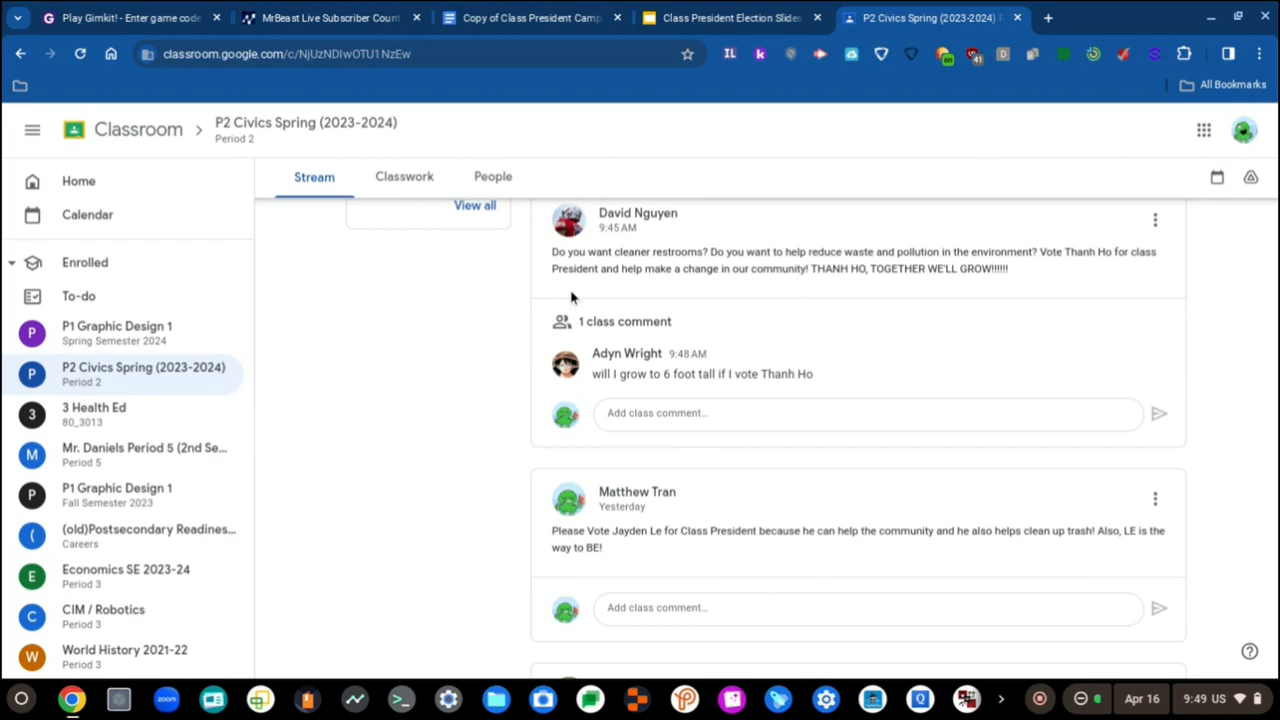 Play Gimkit! - Enter game code
MrBeast Live Subscriber Count
Copy of Class President Camp
Class President Election Slides
P2 Civics Spring (2023-2024)
classroom.google.com/c/NjUzNDIwOTU1NzEw
All Bookmarks
Classroom
P2 Civics Spring (2023-2024)
Period 2
Home
Calendar
Enrolled
To-do
P
P1 Graphic Design 1
Spring Semester 2024
P
P2 Civics Spring (2023-2024)
Period 2
3
3 Health Ed
80_3013
M
Mr. Daniels Period 5 (2nd Se...
Period 5
P
P1 Graphic Design 1
Fall Semester 2023
(
(old)Postsecondary Readines...
Careers
E
Economics SE 2023-24
Period 3
C
CIM / Robotics
Period 3
W
World History 2021-22
Period 3
Stream
Classwork
People
View all
David Nguyen
9:45 AM
Do you want cleaner restrooms? Do you want to help reduce waste and pollution in the environment? Vote Thanh Ho for class
President and help make a change in our community! THANH HO, TOGETHER WE'LL GROW!!!!!!
1 class comment
Adyn Wright 9:48 AM
will I grow to 6 foot tall if I vote Thanh Ho
Add class comment...
Matthew Tran
Yesterday
Please Vote Jayden Le for Class President because he can help the community and he also helps clean up trash! Also, LE is the
way to BE!
Add class comment...
zoom
Apr 16
9:49 US